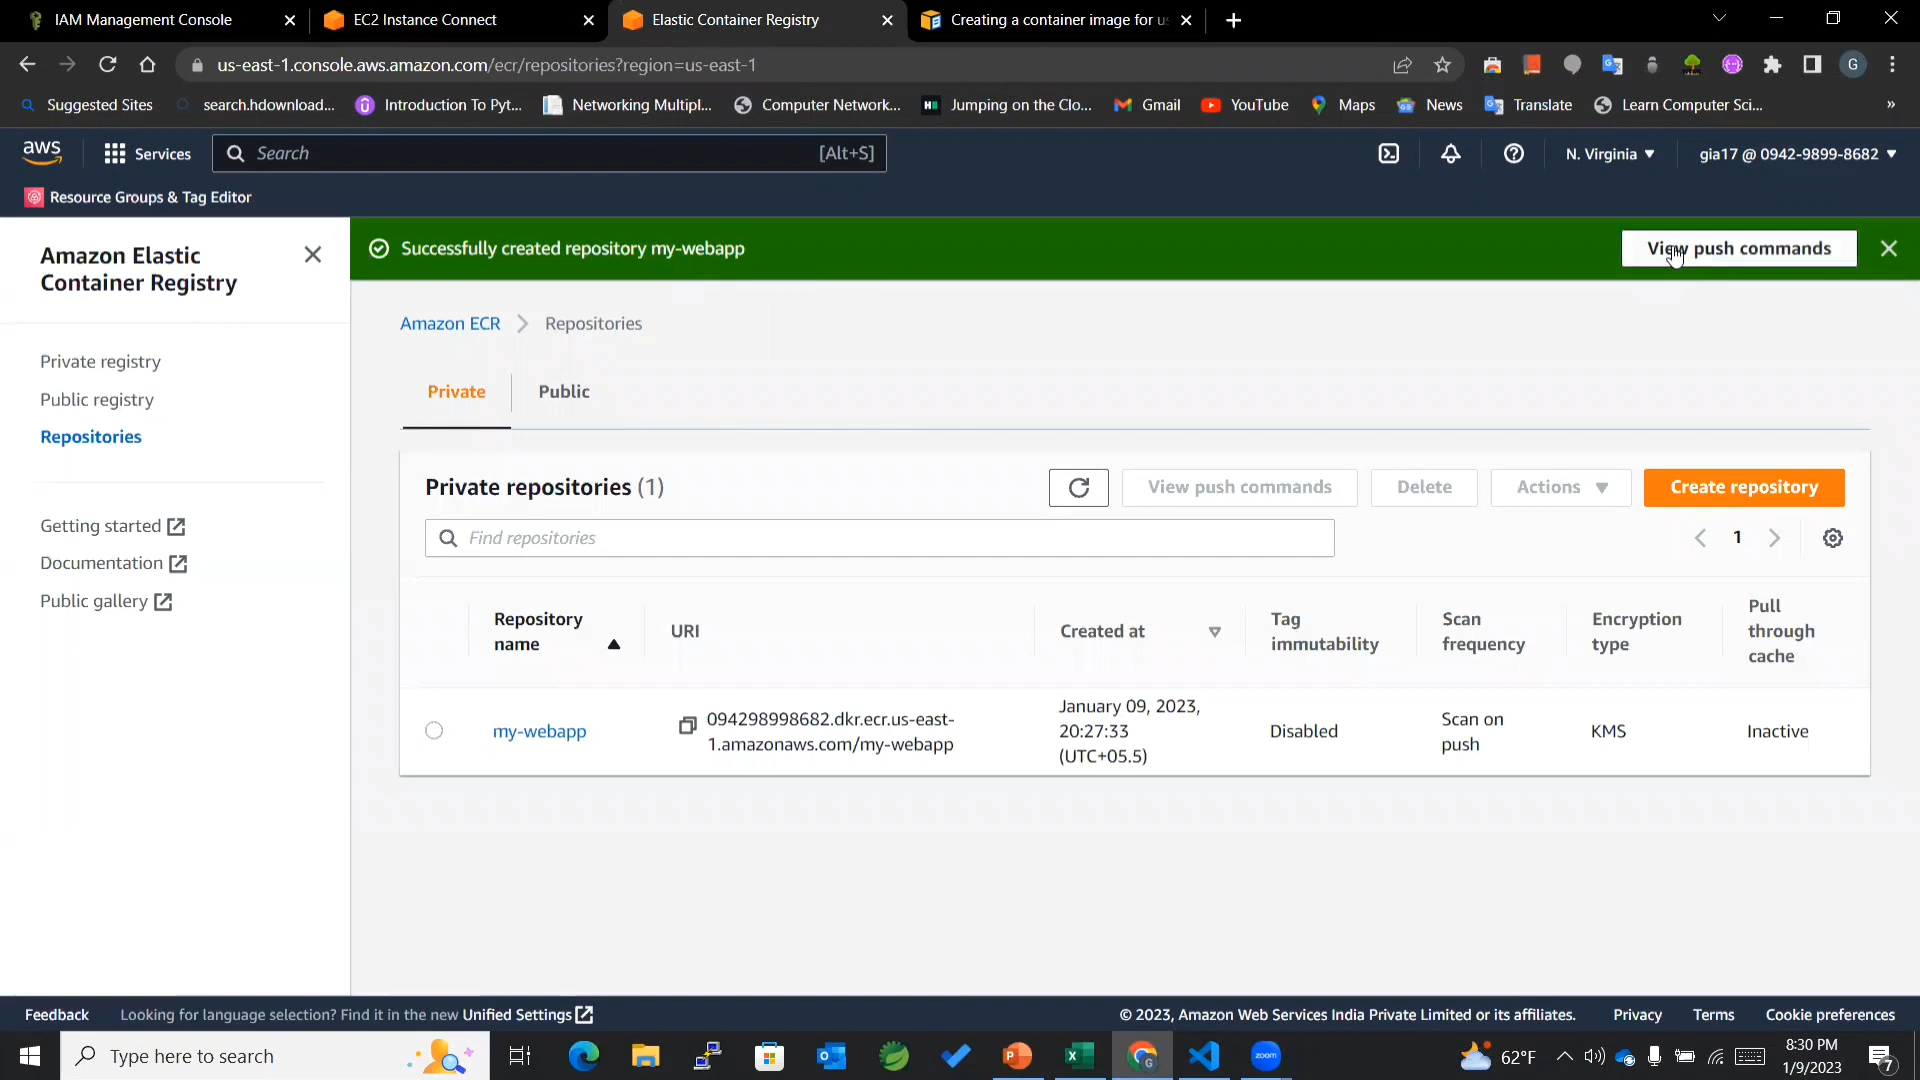 IAM Management Console
EC2 Instance Connect
Elastic Container Registry
Creating a container image for us
us-east-1.console.aws.amazon.com/ecr/repositories?region=us-east-1
G
Suggested Sites
search.hdownload...
Introduction To Pyt...
Networking Multipl...
Computer Network...
Jumping on the Clo...
Gmail
YouTube
Maps
News
Translate
Learn Computer Sci...
»
aws
Services
Search
[Alt+S]
N. Virginia
gia17 @ 0942-9899-8682
Resource Groups & Tag Editor
Amazon Elastic
Container Registry
Private registry
Public registry
Repositories
Getting started
Documentation
Public gallery
Successfully created repository my-webapp
View push commands
Amazon ECR
Repositories
Private
Public
Private repositories (1)
View push commands
Delete
Actions
Create repository
Find repositories
1
Repository
name
URI
Created at
Tag
immutability
Scan
frequency
Encryption
type
Pull
through
cache
my-webapp
094298998682.dkr.ecr.us-east-
1.amazonaws.com/my-webapp
January 09, 2023,
20:27:33
(UTC+05.5)
Disabled
Scan on
push
KMS
Inactive
Feedback
Looking for language selection? Find it in the new Unified Settings
© 2023, Amazon Web Services India Private Limited or its affiliates.
Privacy
Terms
Cookie preferences
Type here to search
zoom
62°F
8:30 PM
1/9/2023
7